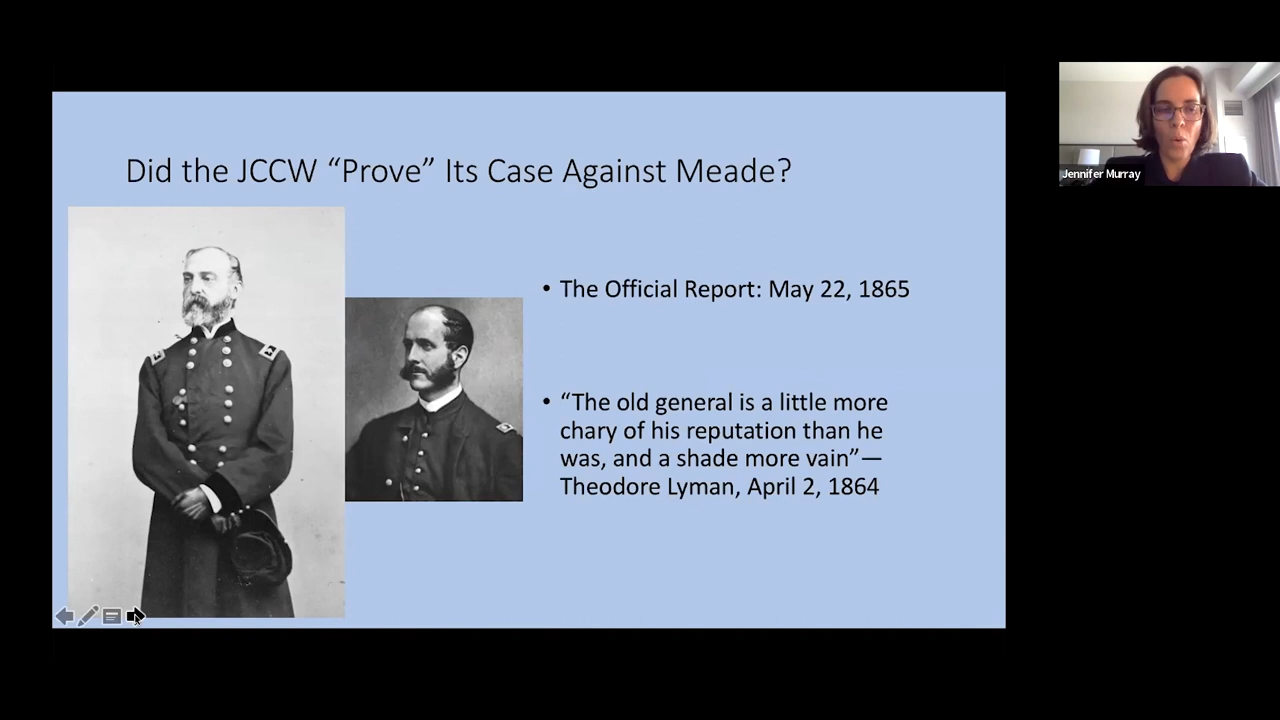 Did the JCCW “Prove” Its Case Against Meade?
• The Official Report: May 22, 1865
• “The old general is a little more
chary of his reputation than he
was, and a shade more vain”—
Theodore Lyman, April 2, 1864
Jennifer Murray